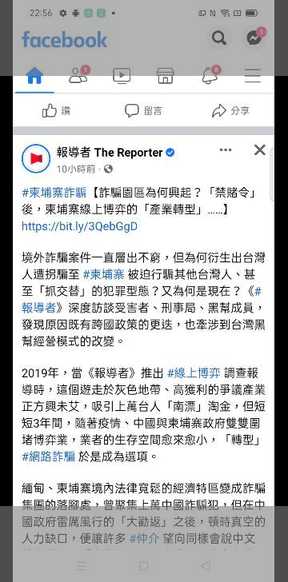 22:56
facebook
讚
留言
分享
報導者 The Reporter
10小時前
#柬埔寨詐騙【詐騙園區為何興起？「禁賭令」
後，柬埔寨線上博弈的「產業轉型」……】
https://bit.ly/3QebGgD
境外詐騙案件一直層出不窮，但為何衍生出台灣
人遭拐騙至 #柬埔寨 被迫行騙其他台灣人、甚
至「抓交替」的犯罪型態？又為何是現在？《#
報導者》深度訪談受害者、刑事局、黑幫成員，
發現原因既有跨國政策的更迭，也牽涉到台灣黑
幫經營模式的改變。
2019年，當《報導者》推出 #線上博弈 調查報
導時，這個遊走於灰色地帶、高獲利的爭議產業
正方興未艾，吸引上萬台人「南漂」淘金，但短
短3年間，隨著疫情、中國與柬埔寨政府雙雙圍
堵博弈業，業者的生存空間愈來愈小，「轉型」
#網路詐騙 於是成為選項。
緬甸、柬埔寨境內法律寬鬆的經濟特區變成詐騙
集團的落腳處，曾聚集上萬中國詐騙犯，但在中
國政府雷厲風行的「大勸返」之後，頓時真空的
人力缺口，便讓許多 #仲介 望向同樣會說中文